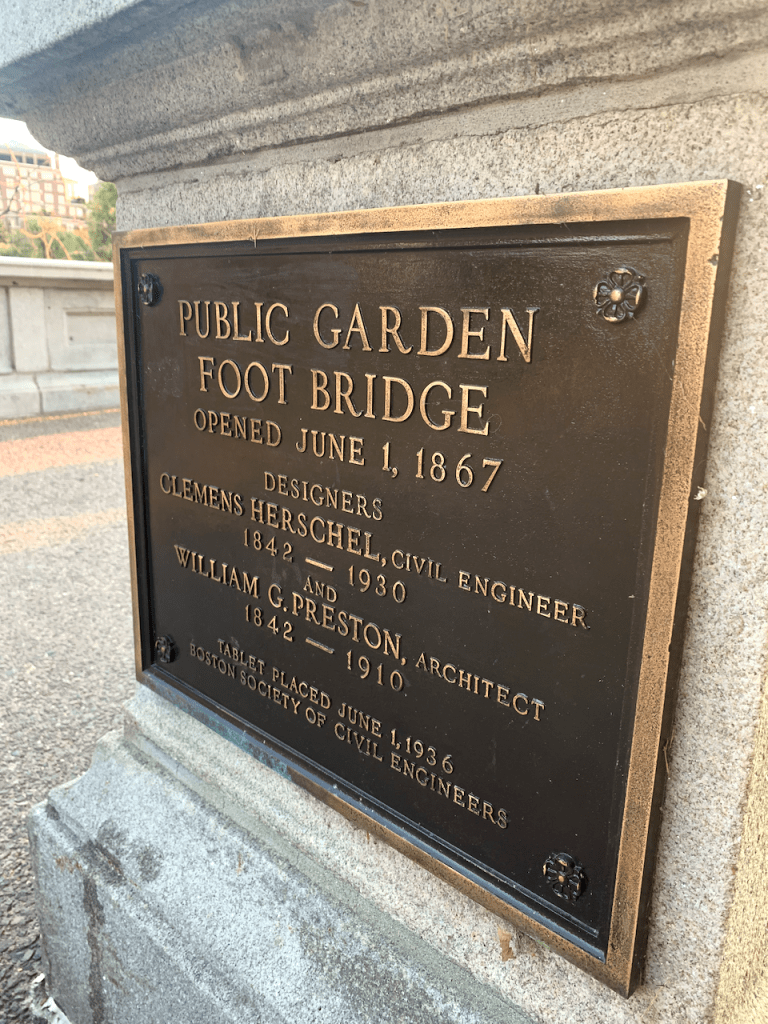 PUBLIC GARDEN
FOOT BRIDGE
OPENED JUNE 1, 1867
DESIGNERS
CLEMENS HERSCHEL, CIVIL ENGINEER
1842 — 1930
AND
WILLIAM G. PRESTON, ARCHITECT
1842 — 1910
TABLET PLACED JUNE 1, 1936
BOSTON SOCIETY OF CIVIL ENGINEERS